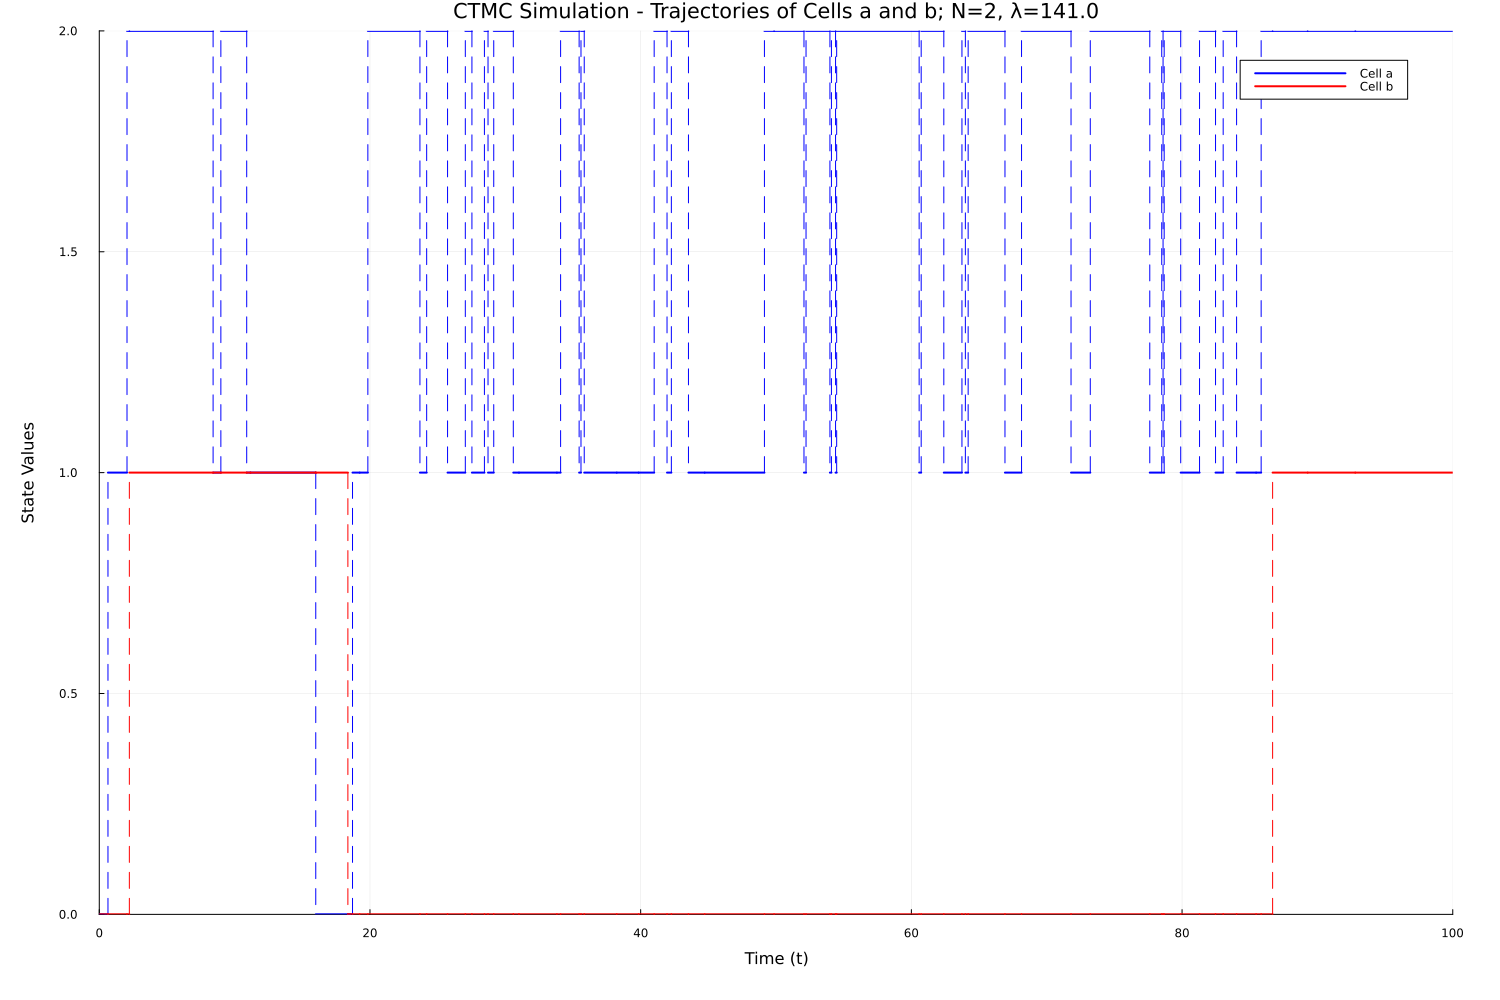 CTMC Simulation - Trajectories of Cells a and b; N=2, λ=141.0
2.0
Cell a
Cell b
1.5
1.0
State Values
0.5
0.0
0 20 40 60 80 100
Time (t)